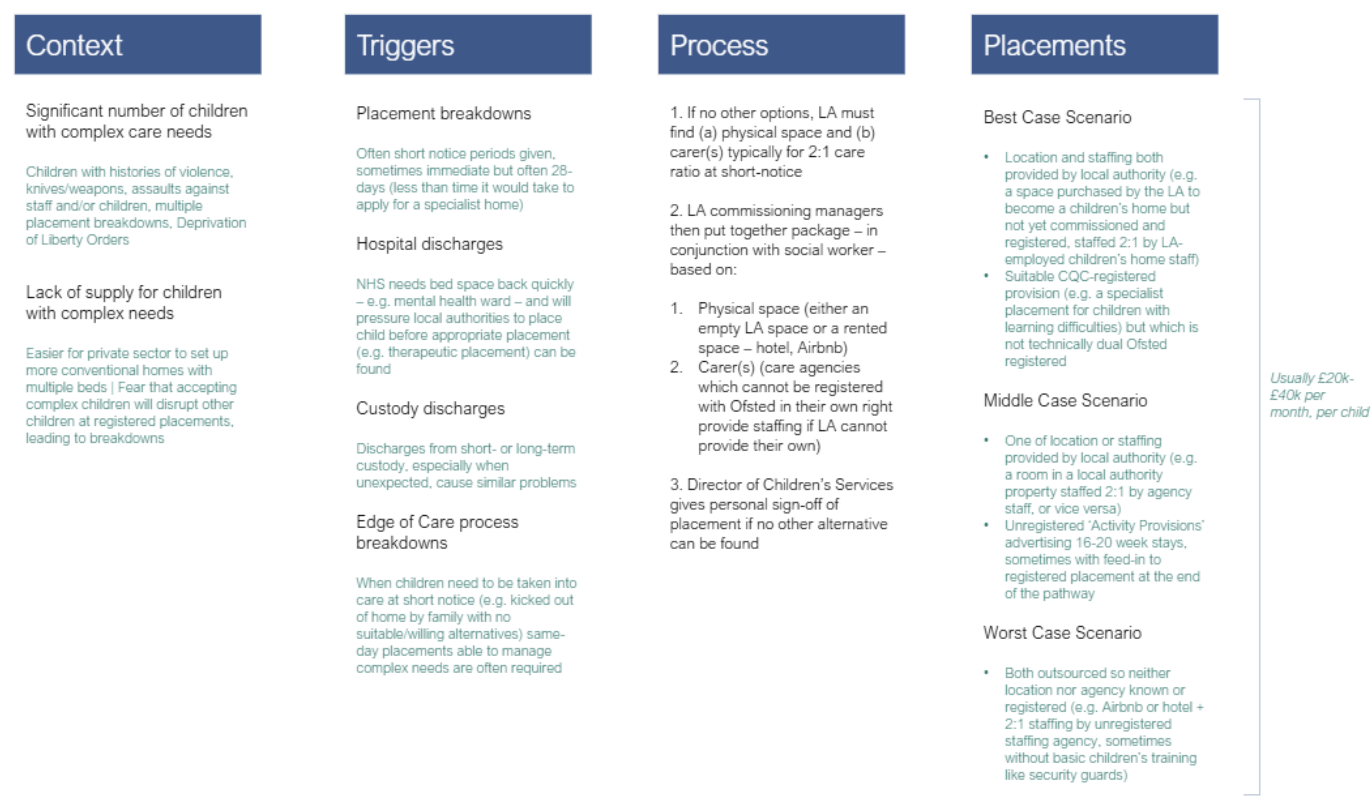 Context
Significant number of children
with complex care needs
Children with histories of violence,
knives/weapons, assaults against
staff and/or children, multiple
placement breakdowns, Deprivation
of Liberty Orders
Lack of supply for children
with complex needs
Easier for private sector to set up
more conventional homes with
multiple beds | Fear that accepting
complex children will disrupt other
children at registered placements,
leading to breakdowns
Triggers
Placement breakdowns
Often short notice periods given,
sometimes immediate but often 28-
days (less than time it would take to
apply for a specialist home)
Hospital discharges
NHS needs bed space back quickly
– e.g. mental health ward – and will
pressure local authorities to place
child before appropriate placement
(e.g. therapeutic placement) can be
found
Custody discharges
Discharges from short- or long-term
custody, especially when
unexpected, cause similar problems
Edge of Care process
breakdowns
When children need to be taken into
care at short notice (e.g. kicked out
of home by family with no
suitable/willing alternatives) same-
day placements able to manage
complex needs are often required
Process
1. If no other options, LA must
find (a) physical space and (b)
carer(s) typically for 2:1 care
ratio at short-notice
2. LA commissioning managers
then put together package – in
conjunction with social worker –
based on:
1. Physical space (either an
empty LA space or a rented
space – hotel, Airbnb)
2. Carer(s) (care agencies
which cannot be registered
with Ofsted in their own right
provide staffing if LA cannot
provide their own)
3. Director of Children's Services
gives personal sign-off of
placement if no other alternative
can be found
Placements
Best Case Scenario
• Location and staffing both
provided by local authority (e.g.
a space purchased by the LA to
become a children's home but
not yet commissioned and
registered, staffed 2:1 by LA-
employed children's home staff)
• Suitable CQC-registered
provision (e.g. a specialist
placement for children with
learning difficulties) but which is
not technically dual Ofsted
registered
Middle Case Scenario
• One of location or staffing
provided by local authority (e.g.
a room in a local authority
property staffed 2:1 by agency
staff, or vice versa)
• Unregistered 'Activity Provisions'
advertising 16-20 week stays,
sometimes with feed-in to
registered placement at the end
of the pathway
Worst Case Scenario
• Both outsourced so neither
location nor agency known or
registered (e.g. Airbnb or hotel +
2:1 staffing by unregistered
staffing agency, sometimes
without basic children's training
like security guards)
Usually £20k-
£40k per
month, per child